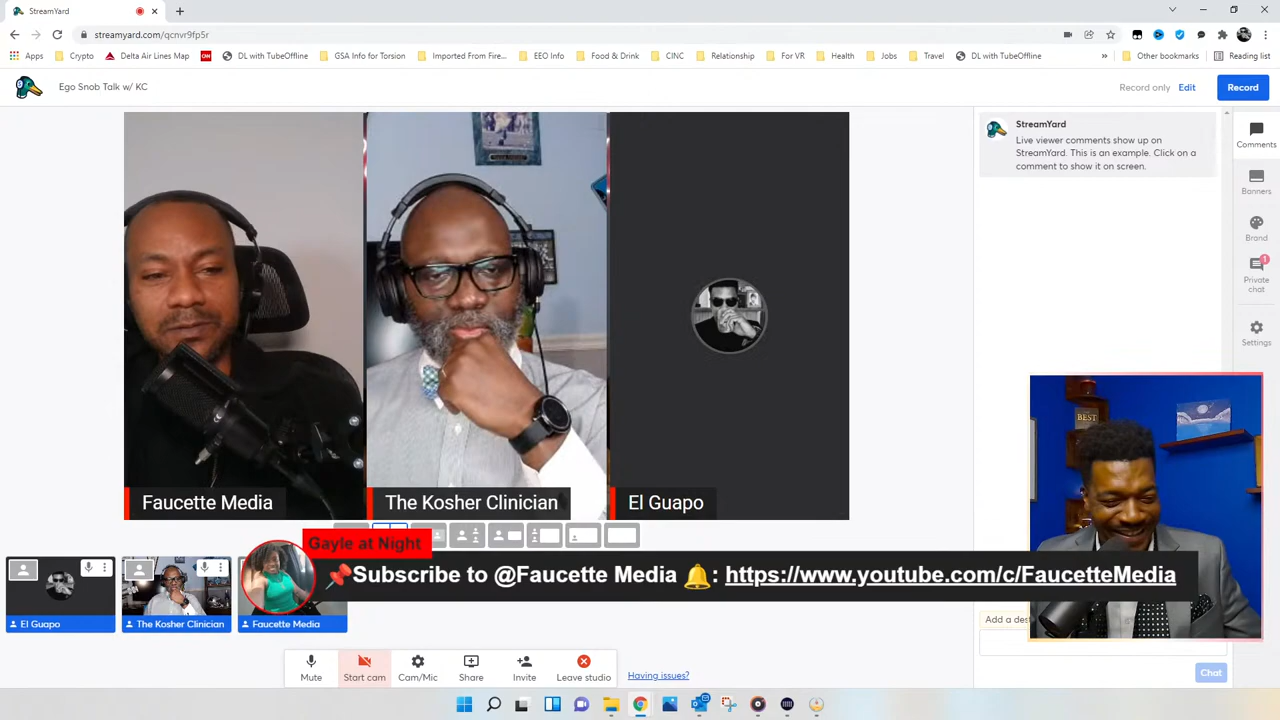 StreamYard
streamyard.com/qcnvr9fp5r
Apps
Crypto
Delta Air Lines Map
CNN
DL with TubeOffline
GSA Info for Torsion
Imported From Fire...
EEO Info
Food & Drink
CINC
Relationship
For VR
Health
Jobs
Travel
DL with TubeOffline
»
Other bookmarks
Reading list
Ego Snob Talk w/ KC
Record only
Edit
Record
StreamYard
Live viewer comments show up on
StreamYard. This is an example. Click on a
comment to show it on screen.
Comments
Banners
Brand
1
Private
chat
Settings
BEST
Faucette Media
The Kosher Clinician
El Guapo
Gayle at Night
📌Subscribe to @Faucette Media 🔔: https://www.youtube.com/c/FaucetteMedia
El Guapo
The Kosher Clinician
Faucette Media
Add a des
Mute
Start cam
Cam/Mic
Share
Invite
Leave studio
Having issues?
Chat